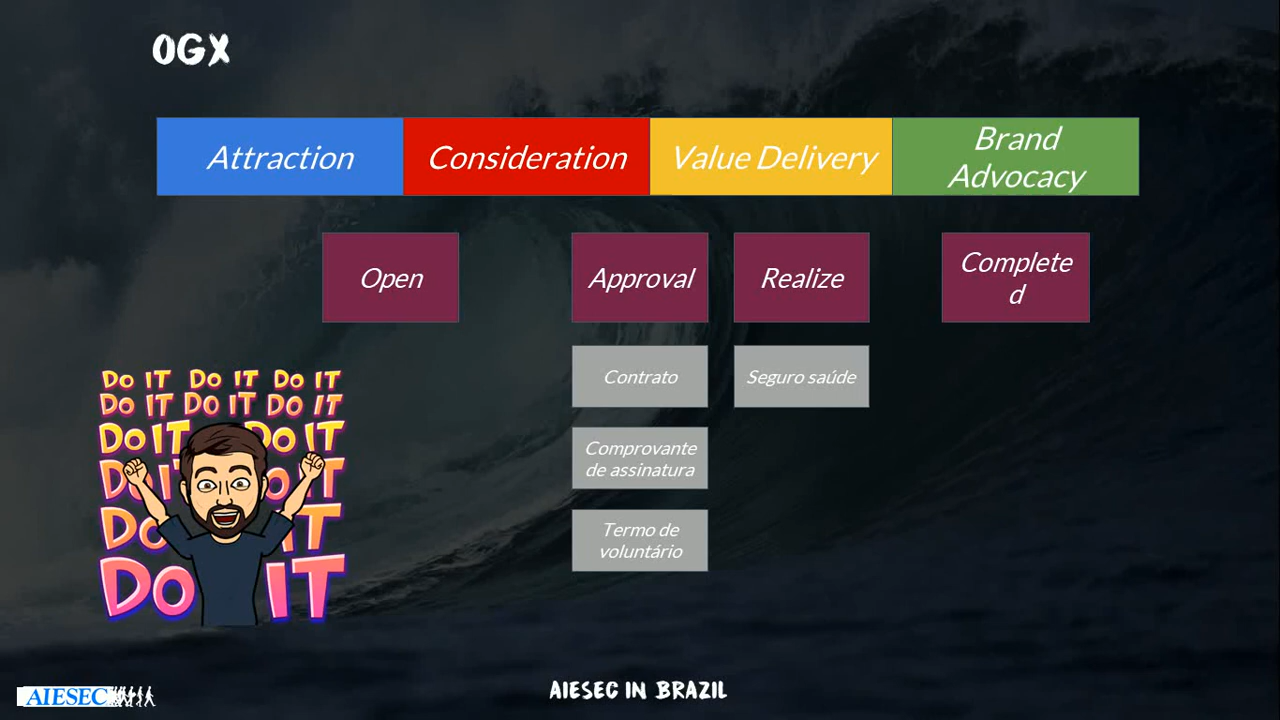 OGX
Attraction
Consideration
Value Delivery
Brand
Advocacy
Open
Approval
Realize
Complete
d
Contrato
Seguro saúde
Comprovante
de assinatura
Termo de
voluntário
DO IT DO IT DO IT
DO IT DO IT DO IT
DO IT DO IT
DO IT DO IT
DO IT
DO IT
AIESEC
AIESEC IN BRAZIL